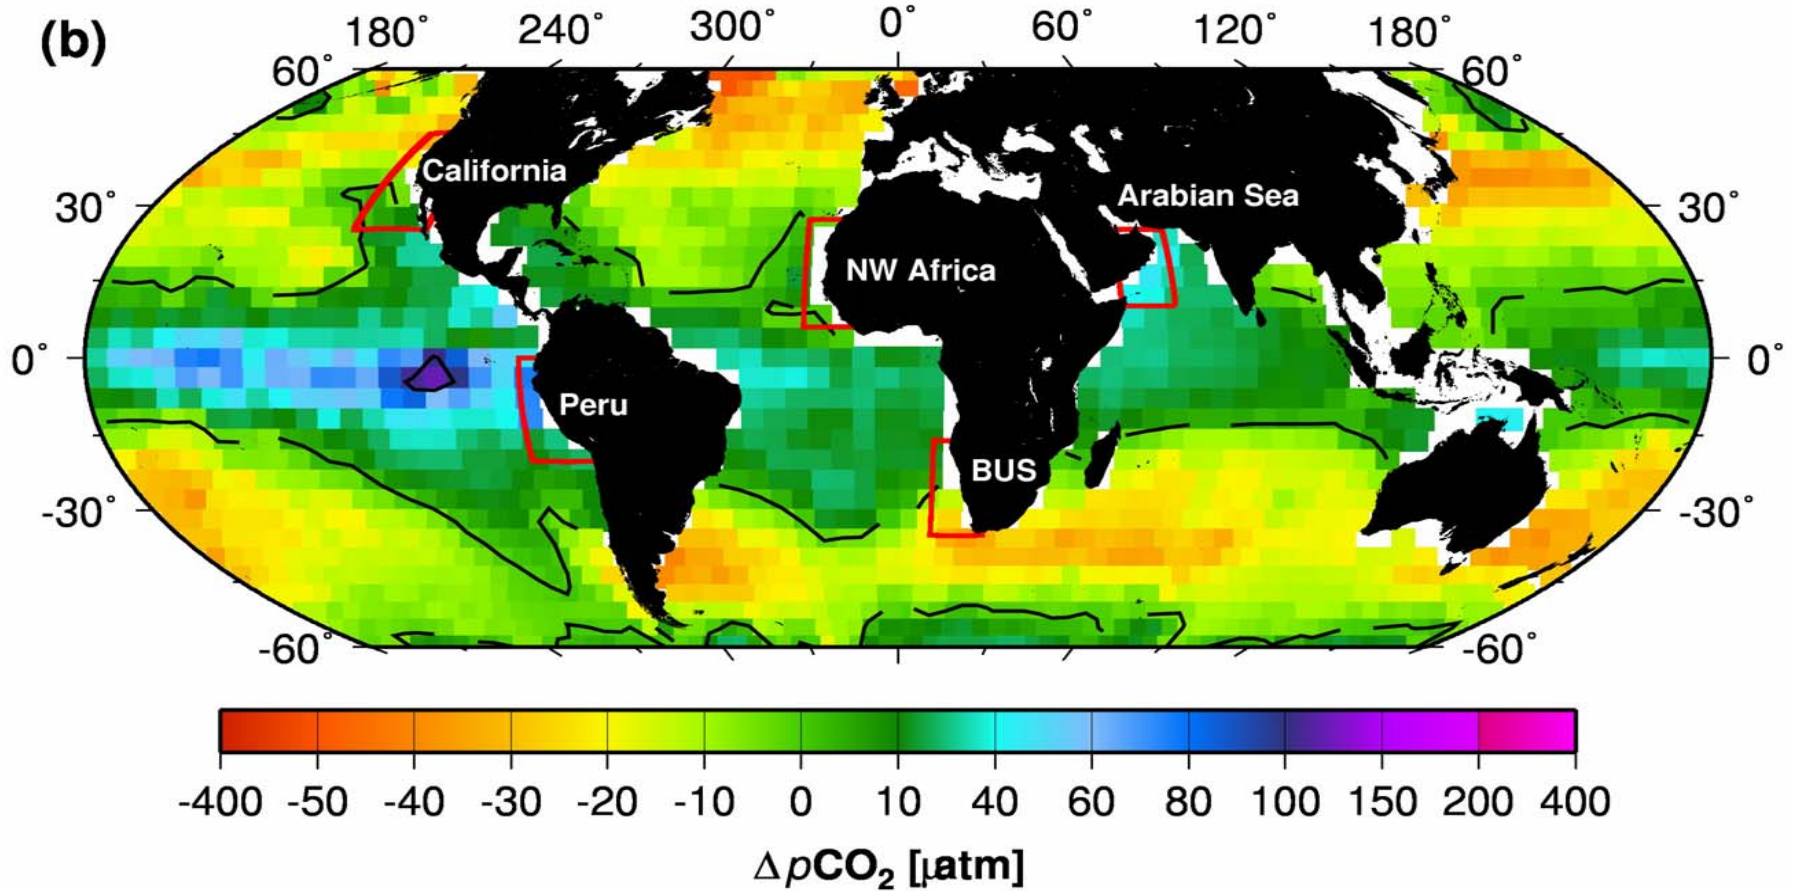 (b)
180° 240° 300° 0° 60° 120° 180°
60° 60°
California
Arabian Sea
30° 30°
NW Africa
0° 0°
Peru
BUS
-30° -30°
-60° -60°
-400 -50 -40 -30 -20 -10 0 10 40 60 80 100 150 200 400
Δ pCO₂ [µatm]